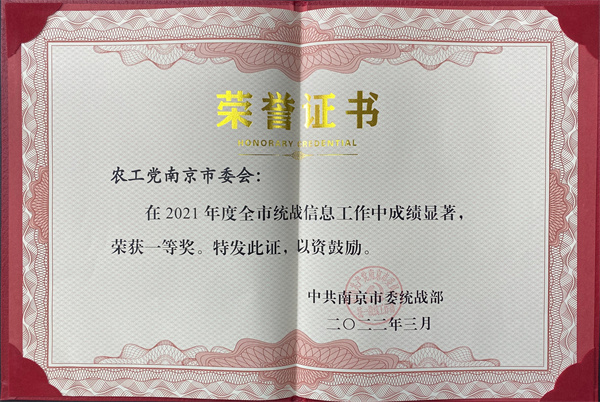 荣誉证书
HONORARY CREDENTIAL
农工党南京市委会：
在2021年度全市统战信息工作中成绩显著，
荣获一等奖。特发此证，以资鼓励。
中共南京市委统战部
二〇二二年三月